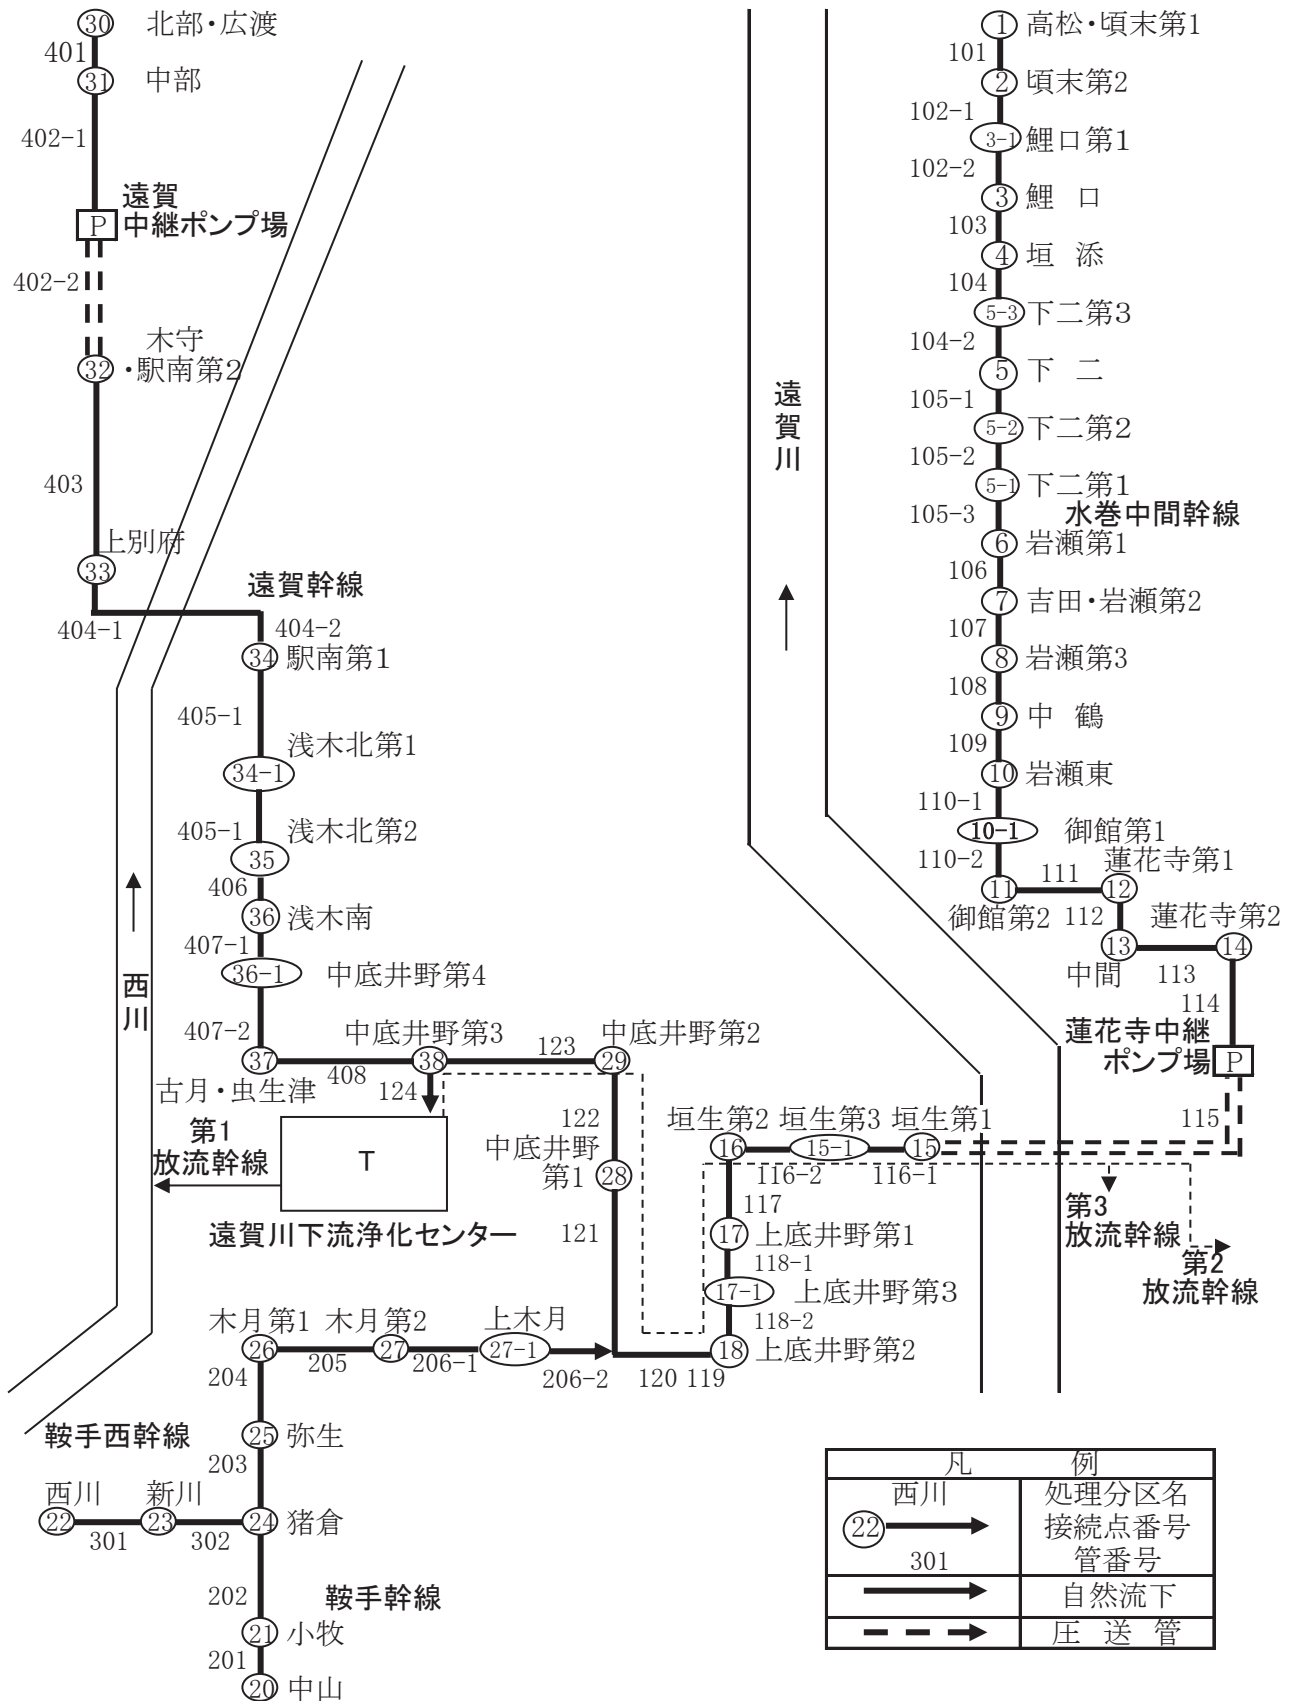 30 北部・広渡
401
31 中部
402-1
遠賀
中継ポンプ場
P
402-2
木守
・駅南第2
32
403
上別府
33
遠賀幹線
404-1
404-2
34 駅南第1
405-1
浅木北第1
34-1
405-1
浅木北第2
35
406
36 浅木南
407-1
36-1 中底井野第4
407-2
37
古月・虫生津
408
中底井野第3
38
124
123
中底井野第2
29
122
中底井野
第1
28
121
第1
放流幹線
T
遠賀川下流浄化センター
西川
遠賀川
1 高松・頃末第1
101
2 頃末第2
102-1
3-1 鯉口第1
102-2
3 鯉 口
103
4 垣 添
104
5-3 下二第3
104-2
5 下 二
105-1
5-2 下二第2
105-2
5-1 下二第1
水巻中間幹線
105-3
6 岩瀬第1
106
7 吉田・岩瀬第2
107
8 岩瀬第3
108
9 中 鶴
109
10 岩瀬東
110-1
10-1 御館第1
110-2
11
御館第2
111
蓮花寺第1
12
112
13
中間
蓮花寺第2
14
113
114
蓮花寺中継
ポンプ場
P
115
垣生第1
15
116-1
垣生第3
15-1
116-2
垣生第2
16
117
17 上底井野第1
118-1
17-1 上底井野第3
118-2
18 上底井野第2
119
120
第3
放流幹線
第2
放流幹線
木月第1
26
205
木月第2
27
206-1
上木月
27-1
206-2
204
25 弥生
鞍手西幹線
203
西川
22
301
新川
23
302
24 猪倉
202
鞍手幹線
21 小牧
201
20 中山
凡 例
西川
22
301
処理分区名
接続点番号
管番号
自然流下
圧 送 管